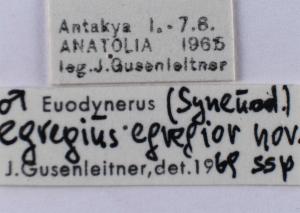 Antakya 1.-7.6.
ANATOLIA 1965
leg.J.Gusenleitner
♂ Euodynerus (Syneuod.)
egregius egregior nov.
J.Gusenleitner,det.1969 ssp